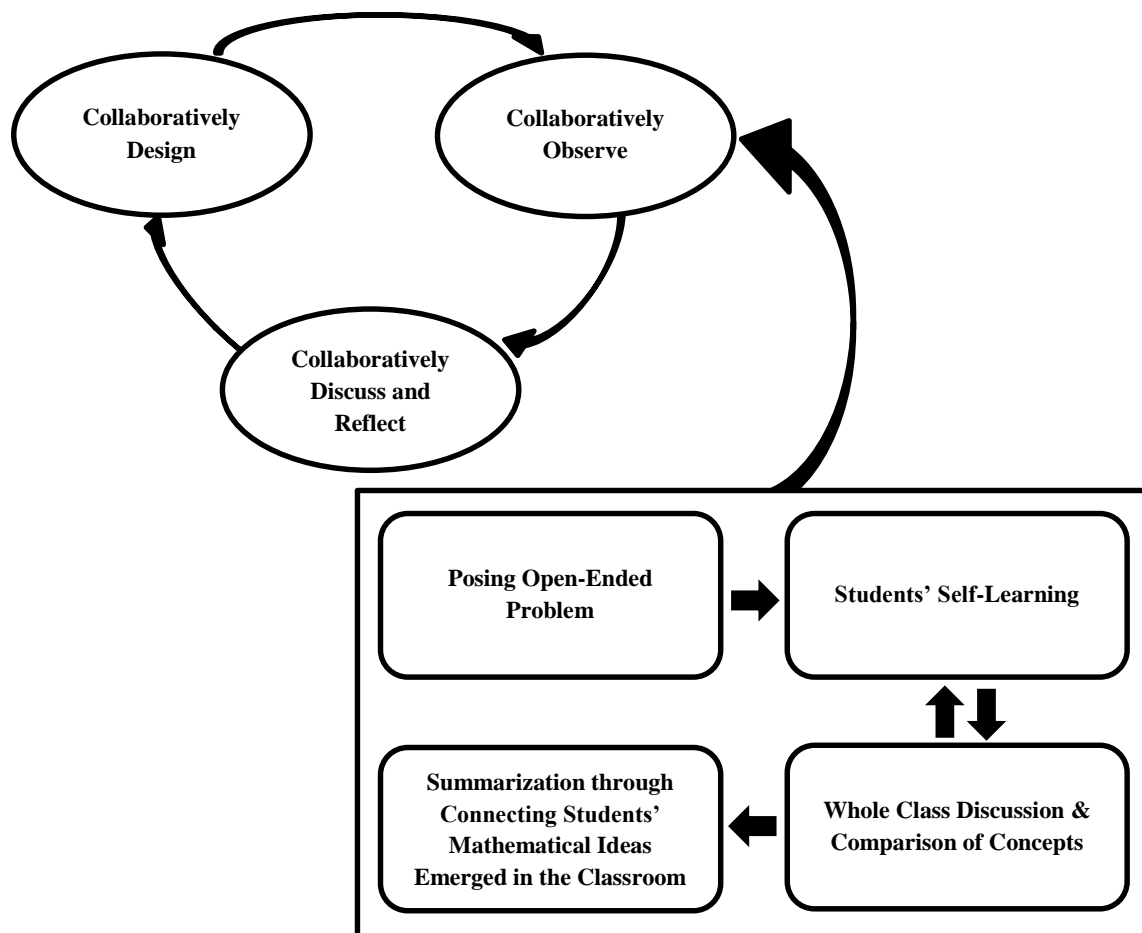 Collaboratively
Design
Collaboratively
Observe
Collaboratively
Discuss and
Reflect
Posing Open-Ended
Problem
Students’ Self-Learning
Summarization through
Connecting Students’
Mathematical Ideas
Emerged in the Classroom
Whole Class Discussion &
Comparison of Concepts